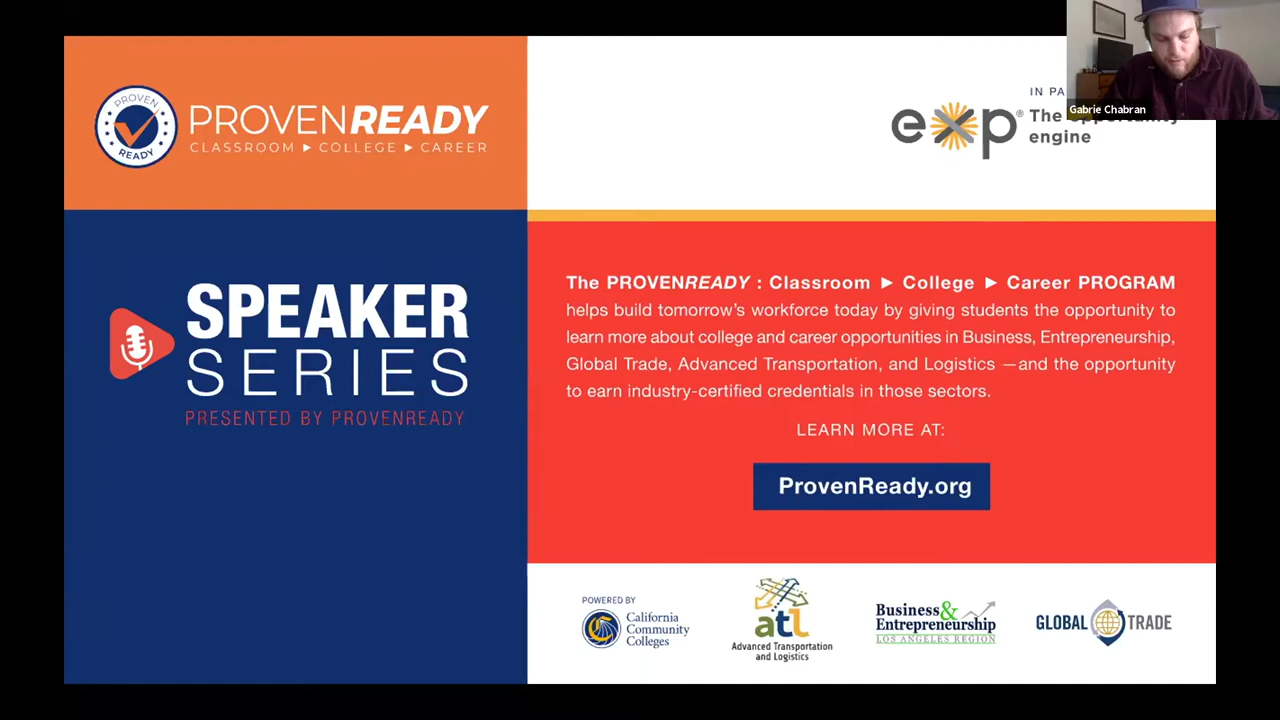 PROVEN
READY
PROVENREADY
CLASSROOM ► COLLEGE ► CAREER
IN PA
exp®
The
engine
Gabrie Chabran
SPEAKER
SERIES
PRESENTED BY PROVENREADY
The PROVENREADY : Classroom ► College ► Career PROGRAM
helps build tomorrow's workforce today by giving students the opportunity to
learn more about college and career opportunities in Business, Entrepreneurship,
Global Trade, Advanced Transportation, and Logistics —and the opportunity
to earn industry-certified credentials in those sectors.
LEARN MORE AT:
ProvenReady.org
POWERED BY
California
Community
Colleges
atl
Advanced Transportation
and Logistics
Business&
Entrepreneurship
LOS ANGELES REGION
GLOBAL TRADE